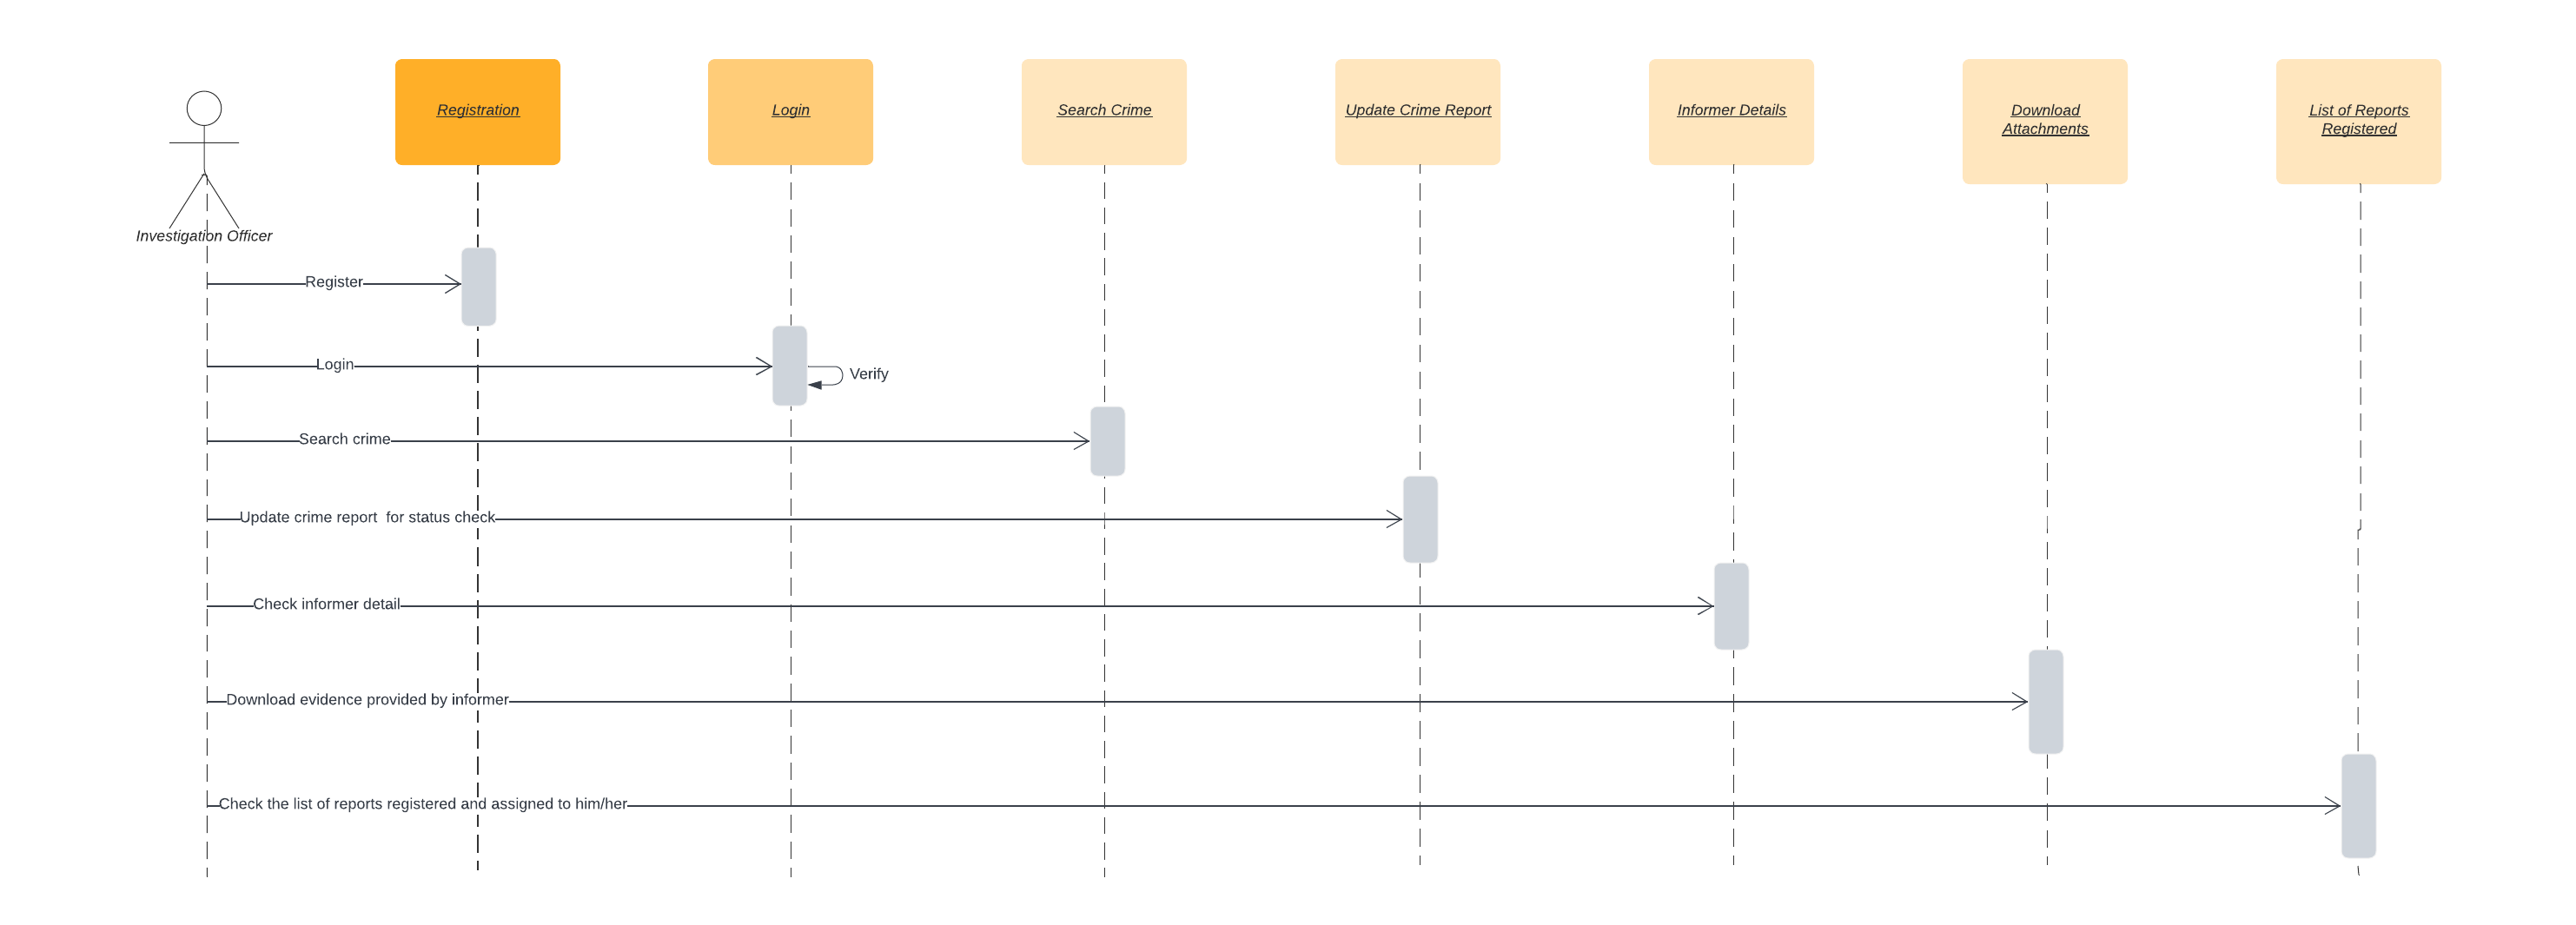 Registration
Login
Search Crime
Update Crime Report
Informer Details
Download
Attachments
List of Reports
Registered
Investigation Officer
Register
Login
Verify
Search crime
Update crime report  for status check
Check informer detail
Download evidence provided by informer
Check the list of reports registered and assigned to him/her